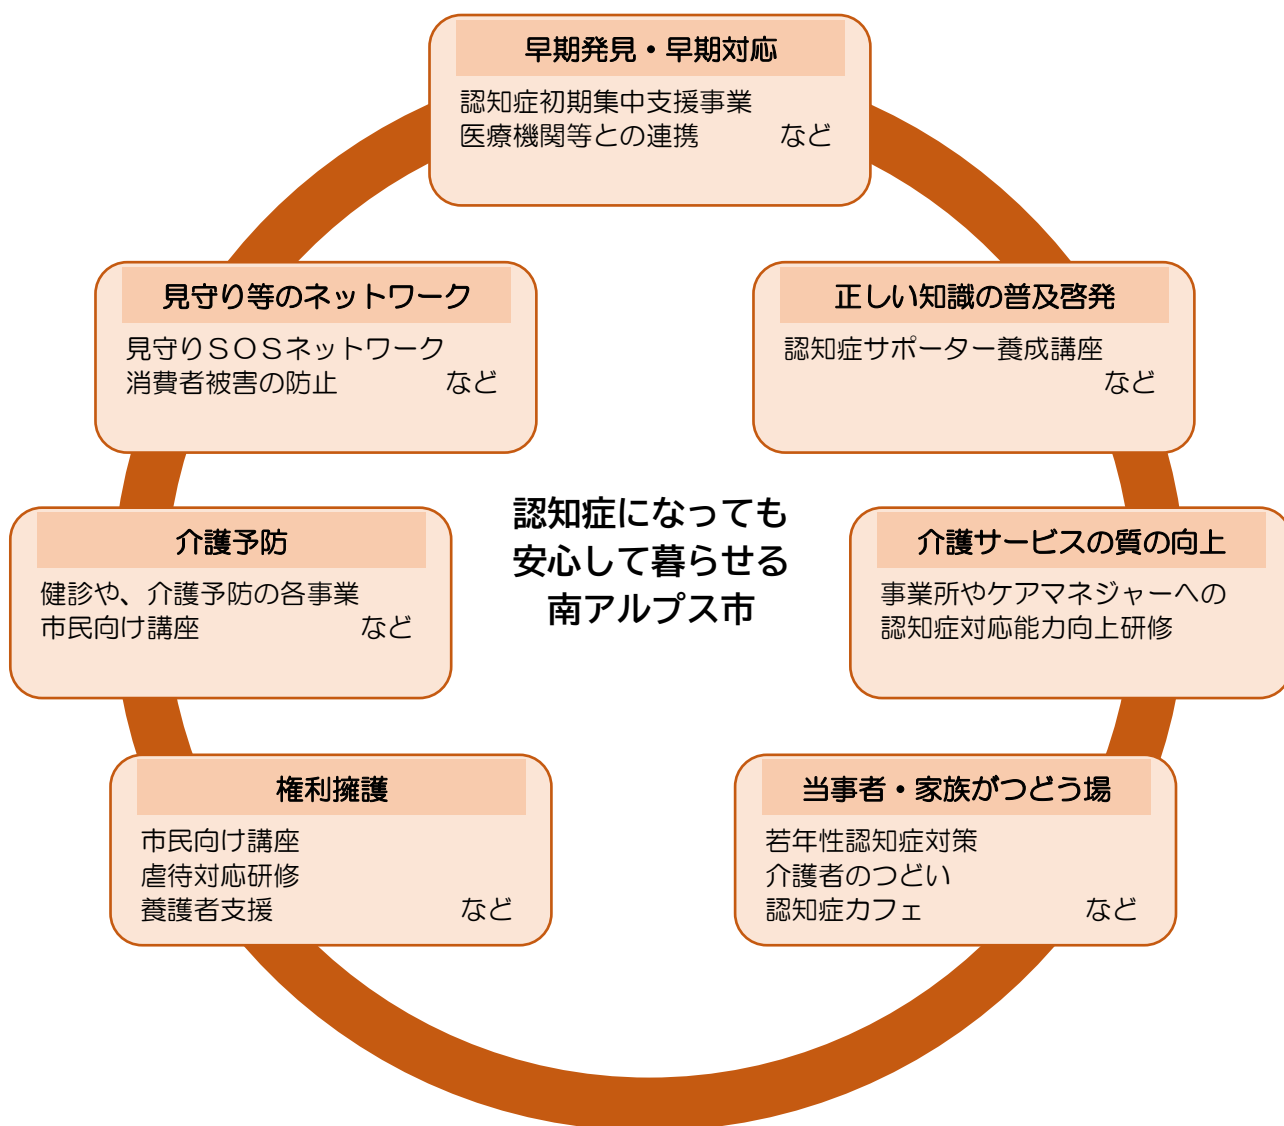 早期発見・早期対応
認知症初期集中支援事業
医療機関等との連携 など
見守り等のネットワーク
見守りSOSネットワーク
消費者被害の防止 など
正しい知識の普及啓発
認知症サポーター養成講座
など
認知症になっても
安心して暮らせる
南アルプス市
介護予防
健診や、介護予防の各事業
市民向け講座 など
介護サービスの質の向上
事業所やケアマネジャーへの
認知症対応能力向上研修
権利擁護
市民向け講座
虐待対応研修
養護者支援 など
当事者・家族がつどう場
若年性認知症対策
介護者のつどい
認知症カフェ など